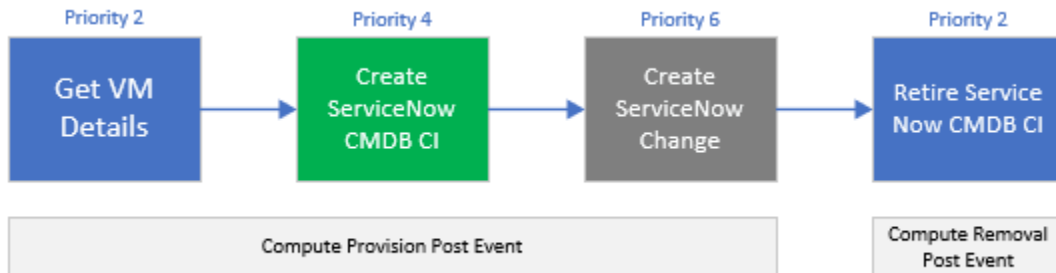 Priority 2
Priority 4
Priority 6
Priority 2
Get VM
Details
Create
ServiceNow
CMDB CI
Create
ServiceNow
Change
Retire Service
Now CMDB CI
Compute Provision Post Event
Compute Removal
Post Event